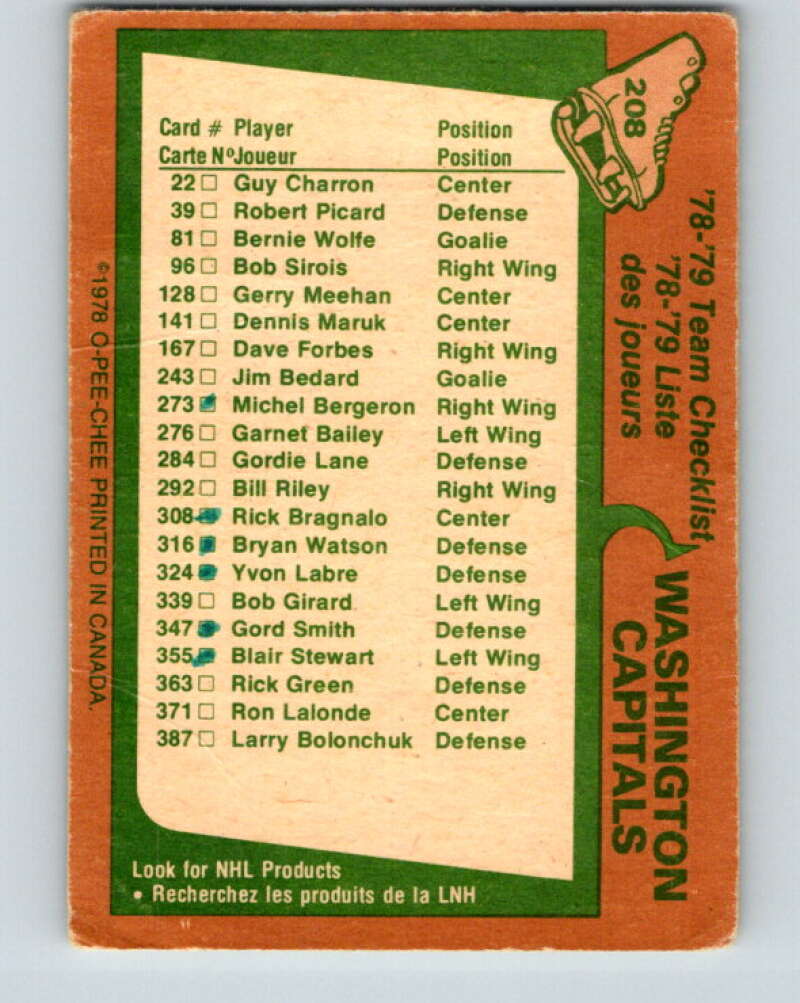 208
'78-'79 Team Checklist
'78-'79 Liste
des joueurs
WASHINGTON
CAPITALS
Card # Player Position
Carte Nº Joueur Position
22 Guy Charron Center
39 Robert Picard Defense
81 Bernie Wolfe Goalie
96 Bob Sirois Right Wing
128 Gerry Meehan Center
141 Dennis Maruk Center
167 Dave Forbes Right Wing
243 Jim Bedard Goalie
273 Michel Bergeron Right Wing
276 Garnet Bailey Left Wing
284 Gordie Lane Defense
292 Bill Riley Right Wing
308 Rick Bragnalo Center
316 Bryan Watson Defense
324 Yvon Labre Defense
339 Bob Girard Left Wing
347 Gord Smith Defense
355 Blair Stewart Left Wing
363 Rick Green Defense
371 Ron Lalonde Center
387 Larry Bolonchuk Defense
Look for NHL Products
• Recherchez les produits de la LNH
©1978 O-PEE-CHEE PRINTED IN CANADA.